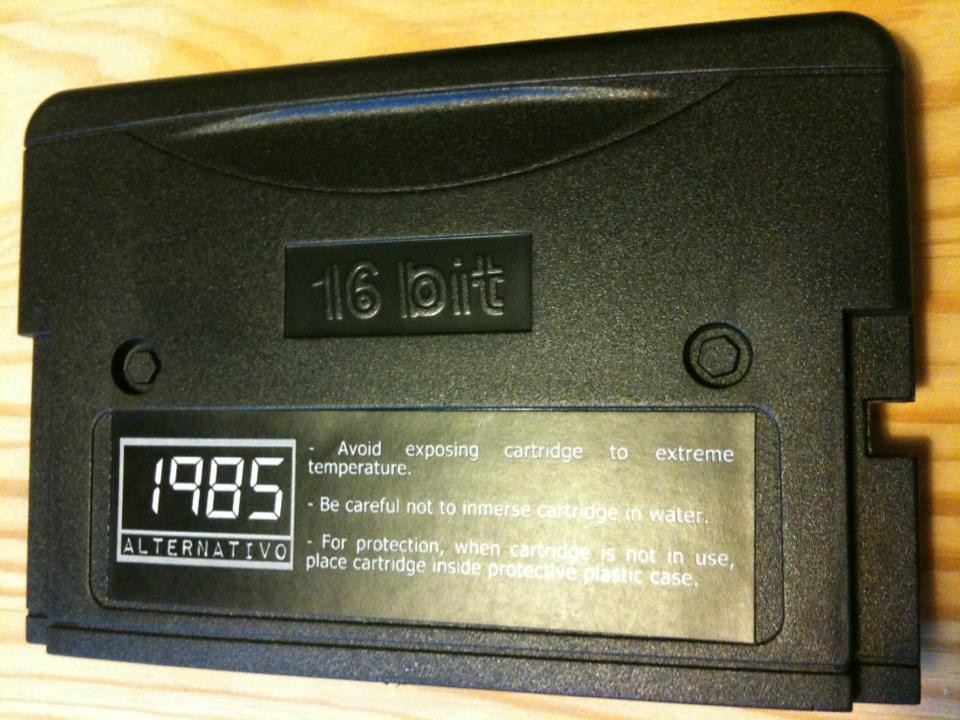 16 bit
1985
ALTERNATIVO
- Avoid exposing cartridge to extreme
temperature.
- Be careful not to inmerse cartridge in water.
- For protection, when cartridge is not in use,
place cartridge inside protective plastic case.